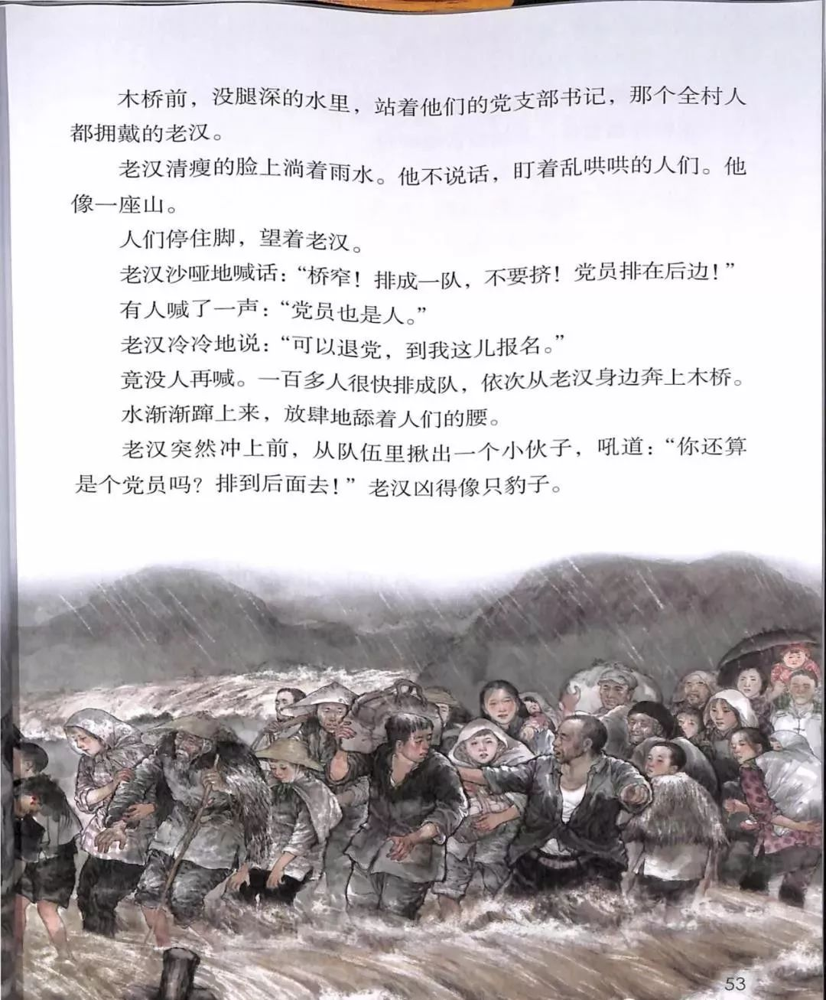 木桥前，没腿深的水里，站着他们的党支部书记，那个全村人
都拥戴的老汉。
老汉清瘦的脸上淌着雨水。他不说话，盯着乱哄哄的人们。他
像一座山。
人们停住脚，望着老汉。
老汉沙哑地喊话：“桥窄！排成一队，不要挤！党员排在后边！”
有人喊了一声：“党员也是人。”
老汉冷冷地说：“可以退党，到我这儿报名。”
竟没人再喊。一百多人很快排成队，依次从老汉身边奔上木桥。
水渐渐蹿上来，放肆地舔着人们的腰。
老汉突然冲上前，从队伍里揪出一个小伙子，吼道：“你还算
是个党员吗？排到后面去！”老汉凶得像只豹子。
53